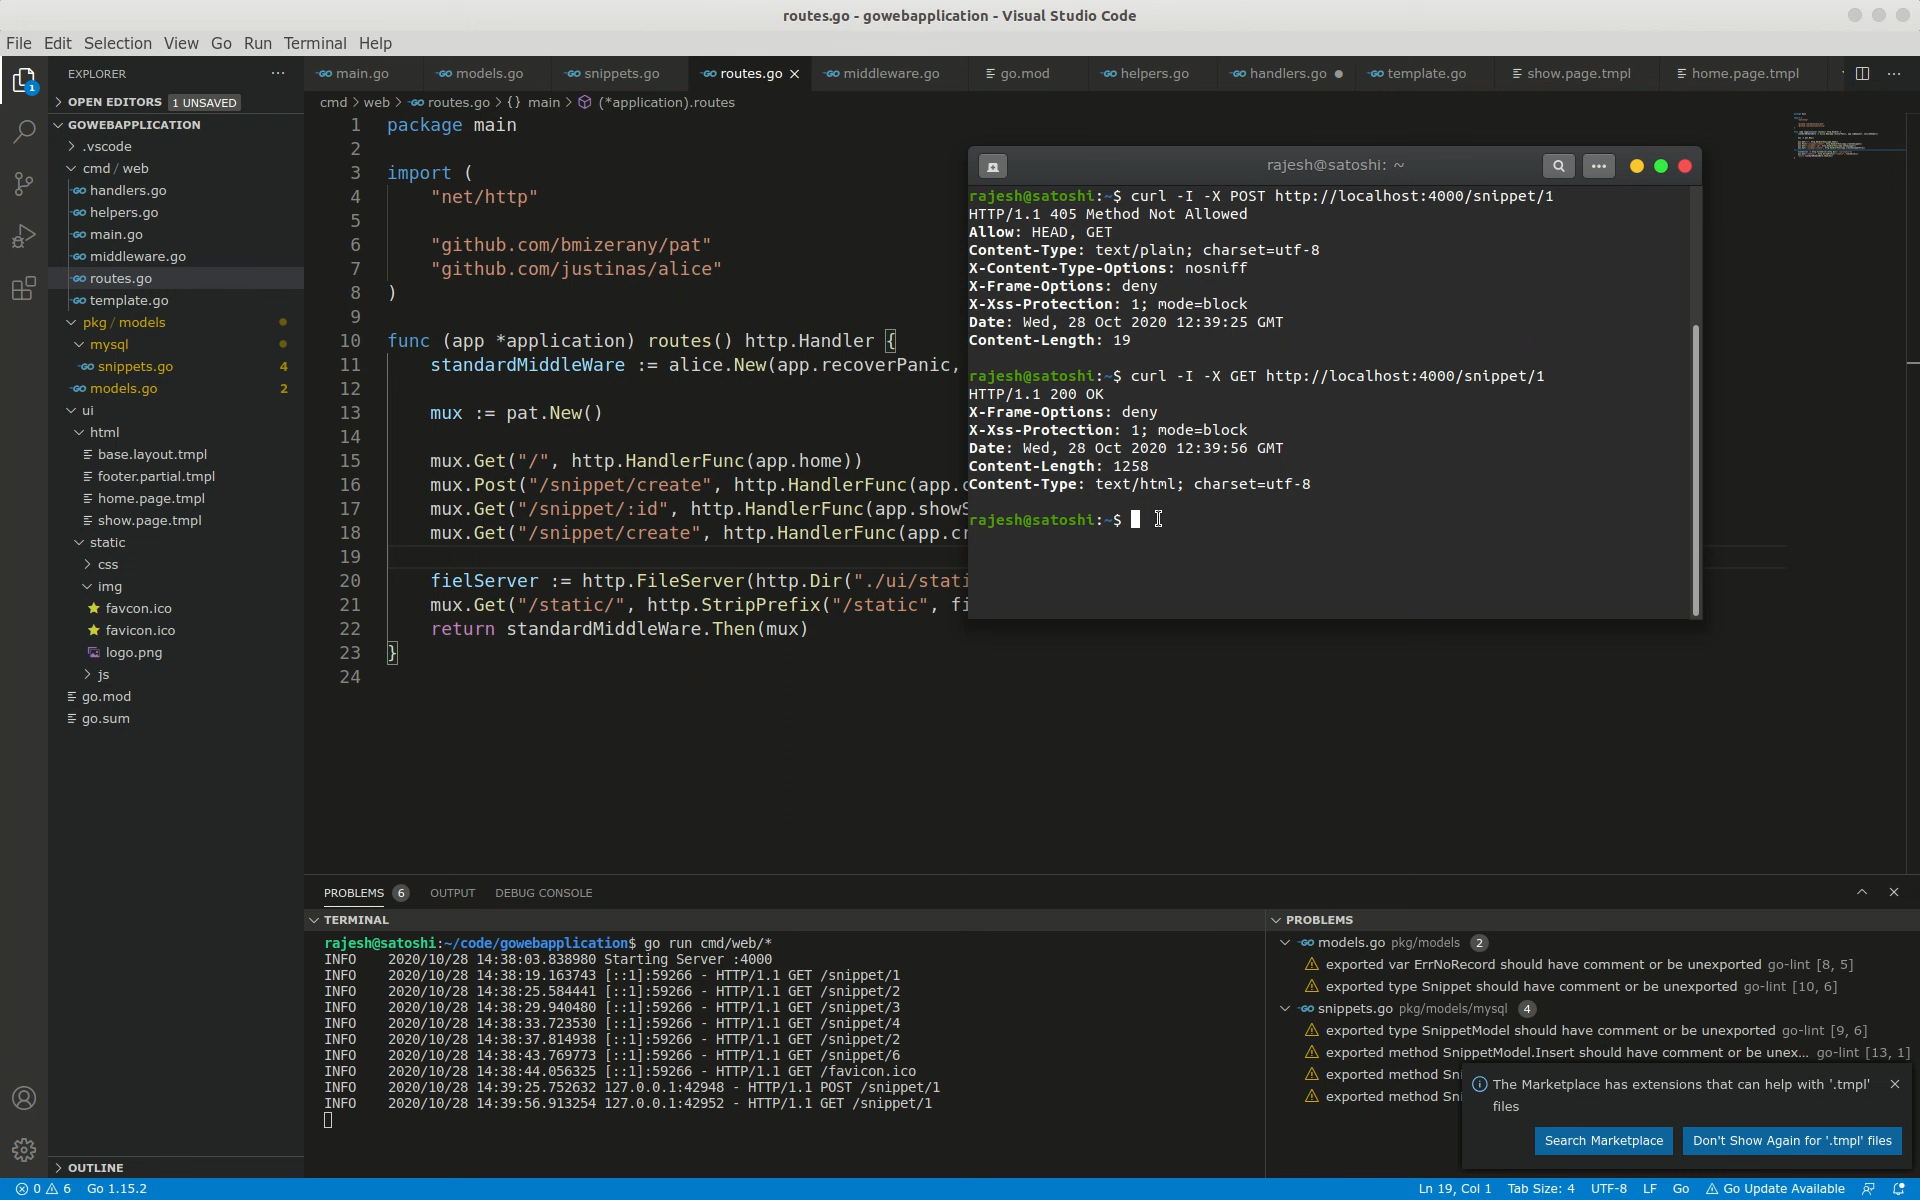 routes.go - gowebapplication - Visual Studio Code
File Edit Selection View Go Run Terminal Help
EXPLORER
OPEN EDITORS 1 UNSAVED
GOWEBAPPLICATION
.vscode
cmd / web
handlers.go
helpers.go
main.go
middleware.go
routes.go
template.go
pkg / models
mysql
snippets.go 4
models.go 2
ui
html
base.layout.tmpl
footer.partial.tmpl
home.page.tmpl
show.page.tmpl
static
css
img
favcon.ico
favicon.ico
logo.png
js
go.mod
go.sum
OUTLINE
main.go models.go snippets.go routes.go middleware.go go.mod helpers.go handlers.go template.go show.page.tmpl home.page.tmpl
cmd > web > routes.go > {} main > (*application).routes
1 package main
2
3 import (
4 "net/http"
5
6 "github.com/bmizerany/pat"
7 "github.com/justinas/alice"
8 )
9
10 func (app *application) routes() http.Handler {
11 standardMiddleWare := alice.New(app.recoverPanic,
12
13 mux := pat.New()
14
15 mux.Get("/", http.HandlerFunc(app.home))
16 mux.Post("/snippet/create", http.HandlerFunc(app.c
17 mux.Get("/snippet/:id", http.HandlerFunc(app.showS
18 mux.Get("/snippet/create", http.HandlerFunc(app.cr
19
20 fielServer := http.FileServer(http.Dir("./ui/stati
21 mux.Get("/static/", http.StripPrefix("/static", fi
22 return standardMiddleWare.Then(mux)
23 }
24
rajesh@satoshi: ~
rajesh@satoshi:~$ curl -I -X POST http://localhost:4000/snippet/1
HTTP/1.1 405 Method Not Allowed
Allow: HEAD, GET
Content-Type: text/plain; charset=utf-8
X-Content-Type-Options: nosniff
X-Frame-Options: deny
X-Xss-Protection: 1; mode=block
Date: Wed, 28 Oct 2020 12:39:25 GMT
Content-Length: 19
rajesh@satoshi:~$ curl -I -X GET http://localhost:4000/snippet/1
HTTP/1.1 200 OK
X-Frame-Options: deny
X-Xss-Protection: 1; mode=block
Date: Wed, 28 Oct 2020 12:39:56 GMT
Content-Length: 1258
Content-Type: text/html; charset=utf-8
rajesh@satoshi:~$
PROBLEMS 6 OUTPUT DEBUG CONSOLE
TERMINAL
rajesh@satoshi:~/code/gowebapplication$ go run cmd/web/*
INFO 2020/10/28 14:38:03.838980 Starting Server :4000
INFO 2020/10/28 14:38:19.163743 [::1]:59266 - HTTP/1.1 GET /snippet/1
INFO 2020/10/28 14:38:25.584441 [::1]:59266 - HTTP/1.1 GET /snippet/2
INFO 2020/10/28 14:38:29.940480 [::1]:59266 - HTTP/1.1 GET /snippet/3
INFO 2020/10/28 14:38:33.723530 [::1]:59266 - HTTP/1.1 GET /snippet/4
INFO 2020/10/28 14:38:37.814938 [::1]:59266 - HTTP/1.1 GET /snippet/2
INFO 2020/10/28 14:38:43.769773 [::1]:59266 - HTTP/1.1 GET /snippet/6
INFO 2020/10/28 14:38:44.056325 [::1]:59266 - HTTP/1.1 GET /favicon.ico
INFO 2020/10/28 14:39:25.752632 127.0.0.1:42948 - HTTP/1.1 POST /snippet/1
INFO 2020/10/28 14:39:56.913254 127.0.0.1:42952 - HTTP/1.1 GET /snippet/1
PROBLEMS
models.go pkg/models 2
exported var ErrNoRecord should have comment or be unexported go-lint [8, 5]
exported type Snippet should have comment or be unexported go-lint [10, 6]
snippets.go pkg/models/mysql 4
exported type SnippetModel should have comment or be unexported go-lint [9, 6]
exported method SnippetModel.Insert should have comment or be unex... go-lint [13, 1]
exported method Sni
exported method Sni
The Marketplace has extensions that can help with '.tmpl'
files
Search Marketplace Don't Show Again for '.tmpl' files
0 6 Go 1.15.2 Ln 19, Col 1 Tab Size: 4 UTF-8 LF Go Go Update Available